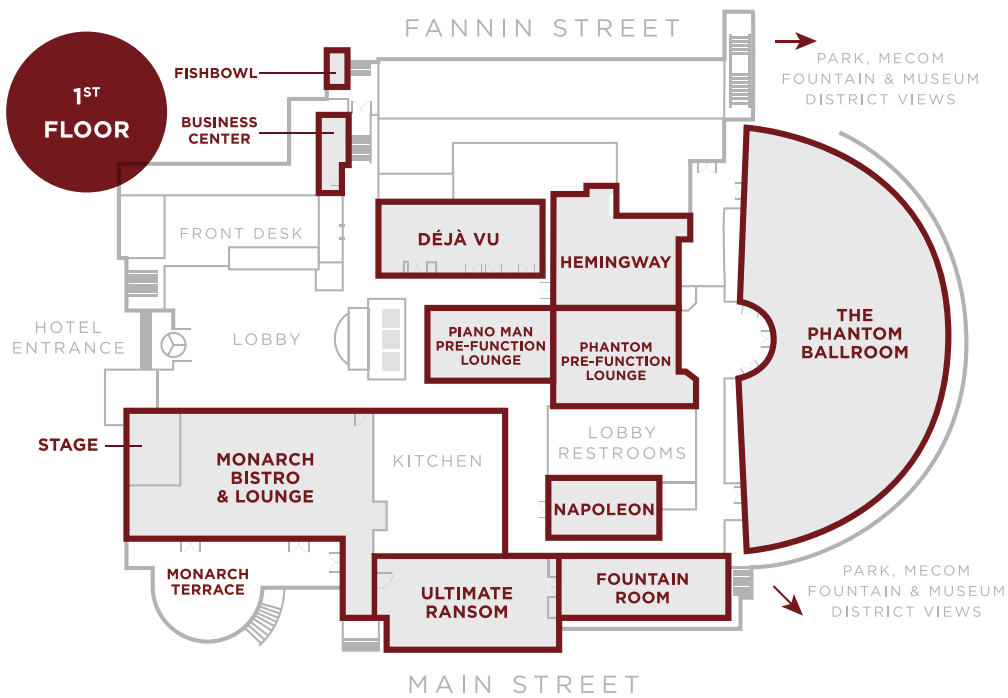 FANNIN STREET
1ST
FLOOR
FISHBOWL
BUSINESS
CENTER
PARK, MECOM
FOUNTAIN & MUSEUM
DISTRICT VIEWS
FRONT DESK
DÉJÀ VU
HEMINGWAY
HOTEL
ENTRANCE
LOBBY
PIANO MAN
PRE-FUNCTION
LOUNGE
PHANTOM
PRE-FUNCTION
LOUNGE
THE
PHANTOM
BALLROOM
STAGE
MONARCH
BISTRO
& LOUNGE
KITCHEN
LOBBY
RESTROOMS
NAPOLEON
MONARCH
TERRACE
ULTIMATE
RANSOM
FOUNTAIN
ROOM
PARK, MECOM
FOUNTAIN & MUSEUM
DISTRICT VIEWS
MAIN STREET